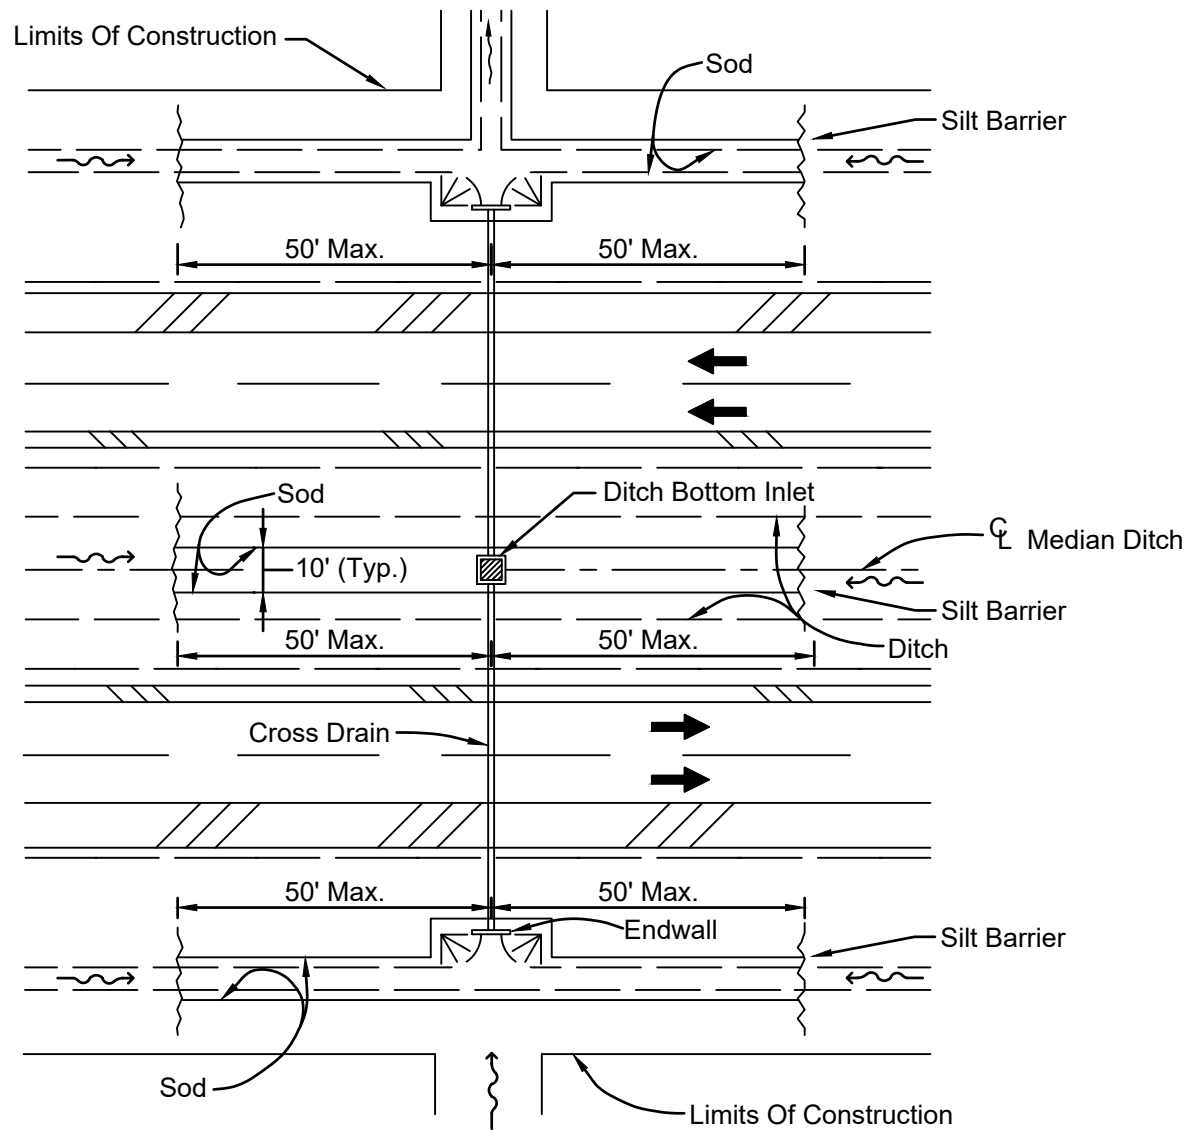 Limits Of Construction
Sod
Silt Barrier
50' Max.
50' Max.
Sod
Ditch Bottom Inlet
℄ Median Ditch
10' (Typ.)
Silt Barrier
50' Max.
50' Max.
Ditch
Cross Drain
50' Max.
50' Max.
Endwall
Silt Barrier
Sod
Limits Of Construction